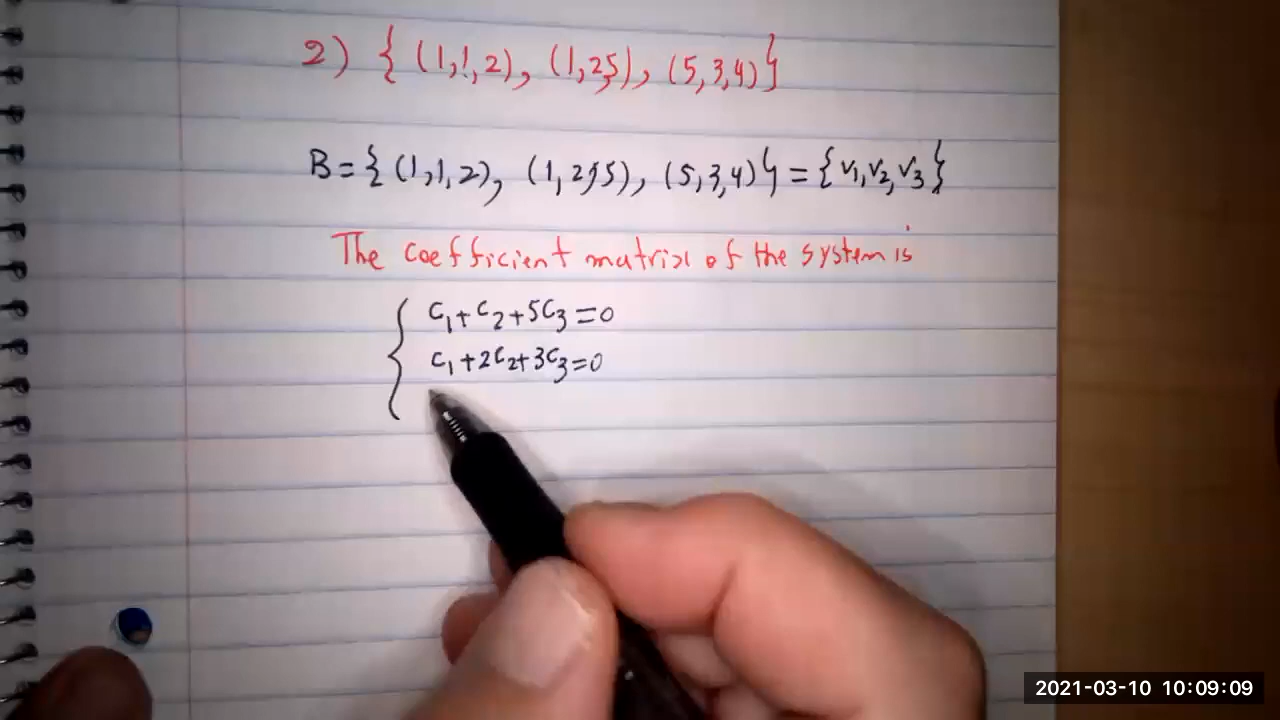 2) { (1,1,2), (1,2,5), (5,3,4)}
B = { (1,1,2), (1,2,5), (5,3,4)} = {v₁,v₂,v₃}
The coefficient matrix of the system is
c₁+c₂+5c₃=0
c₁+2c₂+3c₃=0
2021-03-10 10:09:09